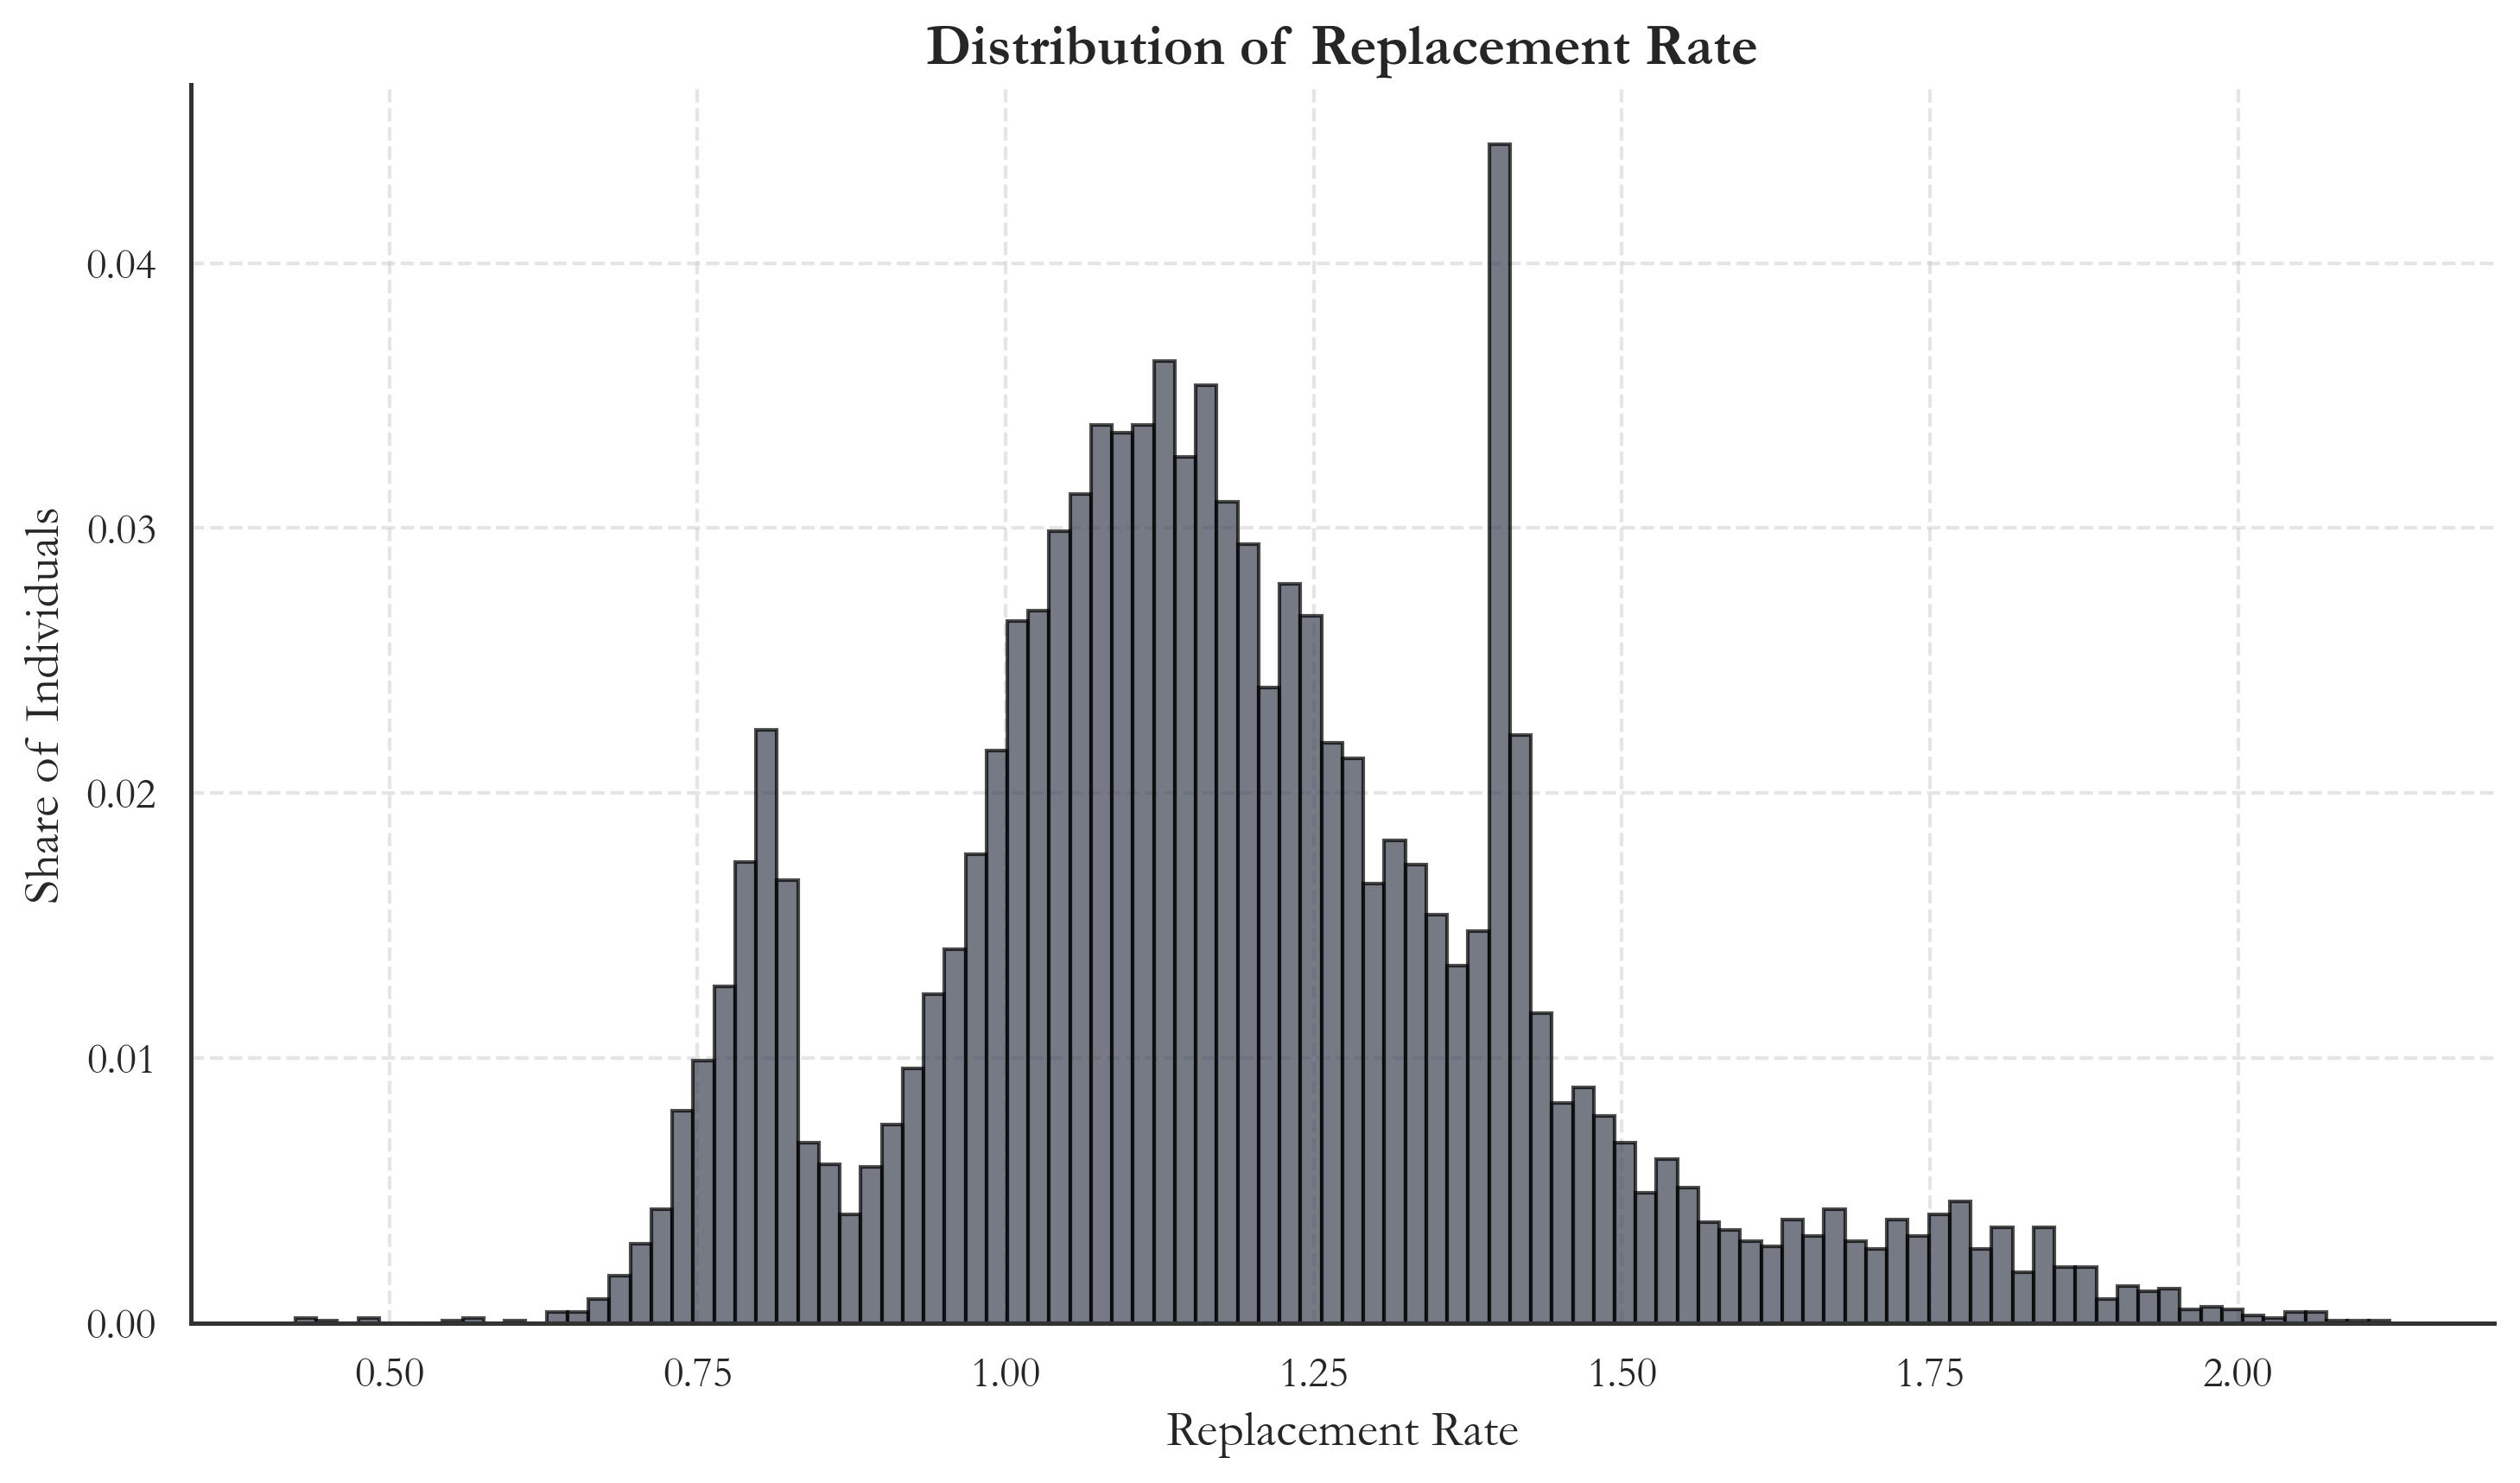 Distribution of Replacement Rate
Share of Individuals
0.04
0.03
0.02
0.01
0.00
0.50 0.75 1.00 1.25 1.50 1.75 2.00
Replacement Rate